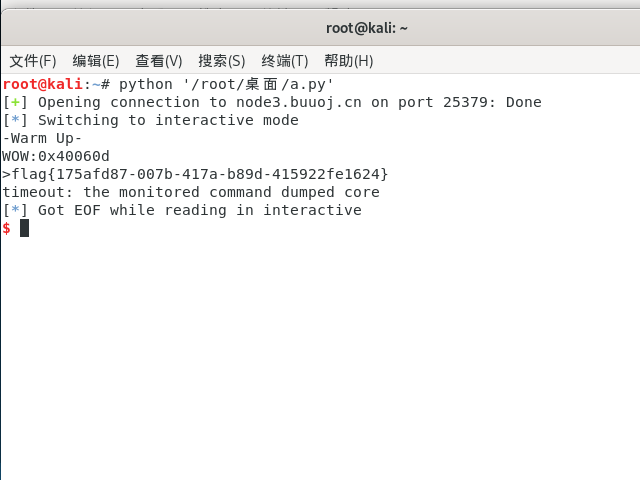 root@kali: ~
文件(F) 编辑(E) 查看(V) 搜索(S) 终端(T) 帮助(H)
root@kali:~# python '/root/桌面/a.py'
[+] Opening connection to node3.buuoj.cn on port 25379: Done
[*] Switching to interactive mode
-Warm Up-
WOW:0x40060d
>flag{175afd87-007b-417a-b89d-415922fe1624}
timeout: the monitored command dumped core
[*] Got EOF while reading in interactive
$